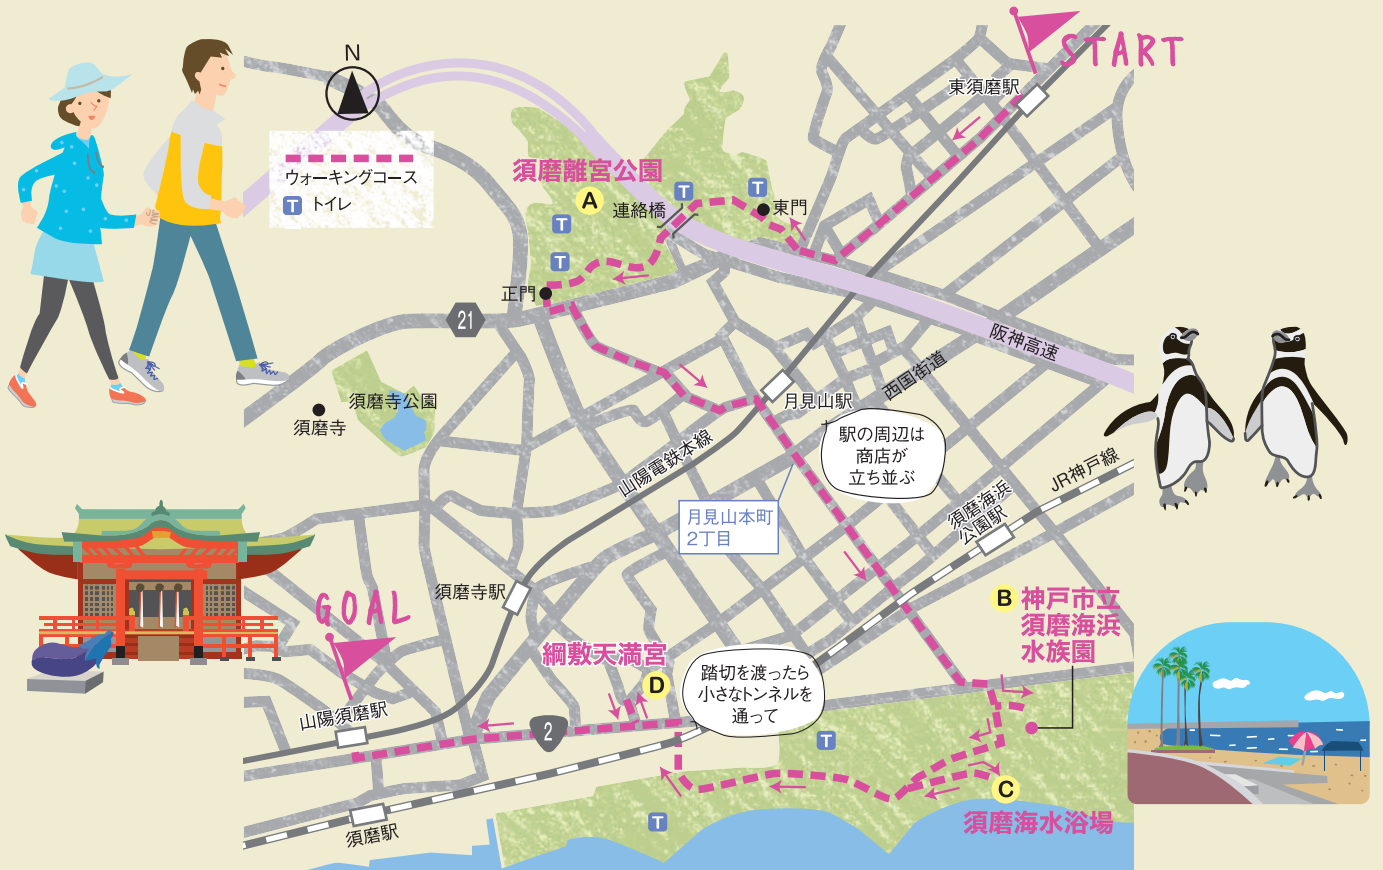 START
東須磨駅
N
ウォーキングコース
T トイレ
須磨離宮公園
A
T
T
連絡橋
東門
T
T
正門
21
阪神高速
西国街道
月見山駅
駅の周辺は
商店が
立ち並ぶ
須磨寺公園
須磨寺
山陽電鉄本線
JR神戸線
須磨海浜
公園駅
月見山本町
2丁目
須磨寺駅
GOAL
B 神戸市立
須磨海浜
水族園
綱敷天満宮
D
踏切を渡ったら
小さなトンネルを
通って
山陽須磨駅
2
T
C
須磨海水浴場
須磨駅
T